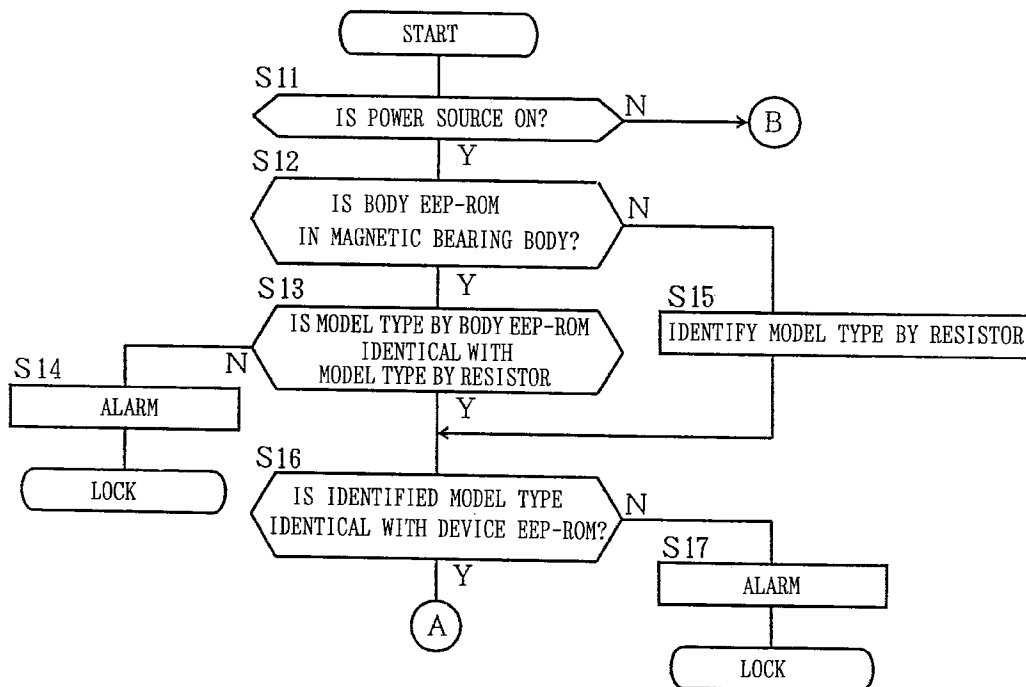 START
S11
IS POWER SOURCE ON?
N
B
Y
S12
IS BODY EEP-ROM
IN MAGNETIC BEARING BODY?
N
Y
S13
IS MODEL TYPE BY BODY EEP-ROM
IDENTICAL WITH
MODEL TYPE BY RESISTOR
N
Y
S15
IDENTIFY MODEL TYPE BY RESISTOR
S14
ALARM
LOCK
S16
IS IDENTIFIED MODEL TYPE
IDENTICAL WITH DEVICE EEP-ROM?
N
Y
A
S17
ALARM
LOCK